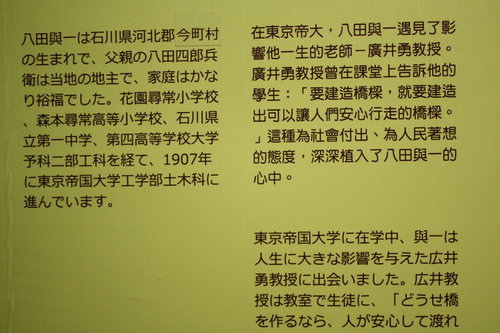 八田與一は石川県河北郡今町村
の生まれで、父親の八田四郎兵
衛は当地の地主で、家庭はかな
り裕福でした。花園尋常小学校
、森本尋常高等小学校、石川県
立第一中学、第四高等学校大学
予科二部工科を経て、1907年
に東京帝国大学工学部土木科に
進んでいます。
在東京帝大，八田與一遇見了影
響他一生的老師－廣井勇教授。
廣井勇教授曾在課堂上告訴他的
學生：「要建造橋樑，就要建造
出可以讓人們安心行走的橋樑。
」這種為社會付出、為人民著想
的態度，深深植入了八田與一的
心中。
東京帝国大学に在学中、與一は
人生に大きな影響を与えた広井
勇教授に出会いました。広井教
授は教室で生徒に、「どうせ橋
を作るなら、人が安心して渡れ